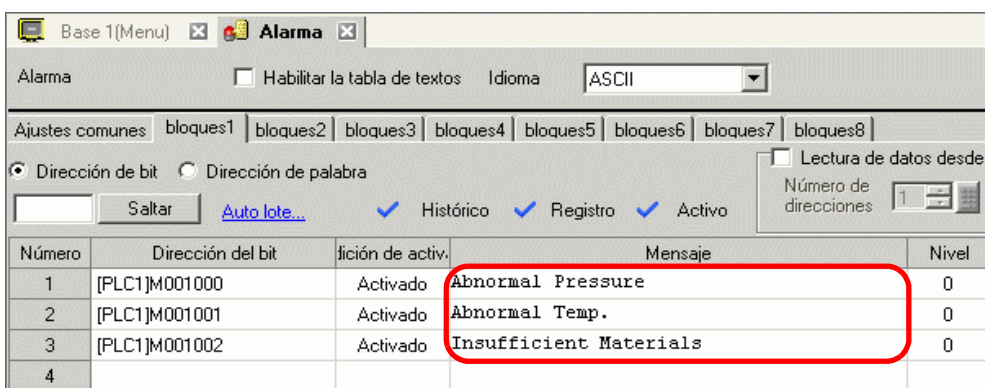 Base 1(Menu) Alarma
Alarma Habilitar la tabla de textos Idioma ASCII
Ajustes comunes bloques1 bloques2 bloques3 bloques4 bloques5 bloques6 bloques7 bloques8
Lectura de datos desde
Dirección de bit Dirección de palabra
Número de direcciones 1
Saltar Auto lote... Histórico Registro Activo
Número Dirección del bit dición de activ. Mensaje Nivel
1 [PLC1]M001000 Activado Abnormal Pressure 0
2 [PLC1]M001001 Activado Abnormal Temp. 0
3 [PLC1]M001002 Activado Insufficient Materials 0
4